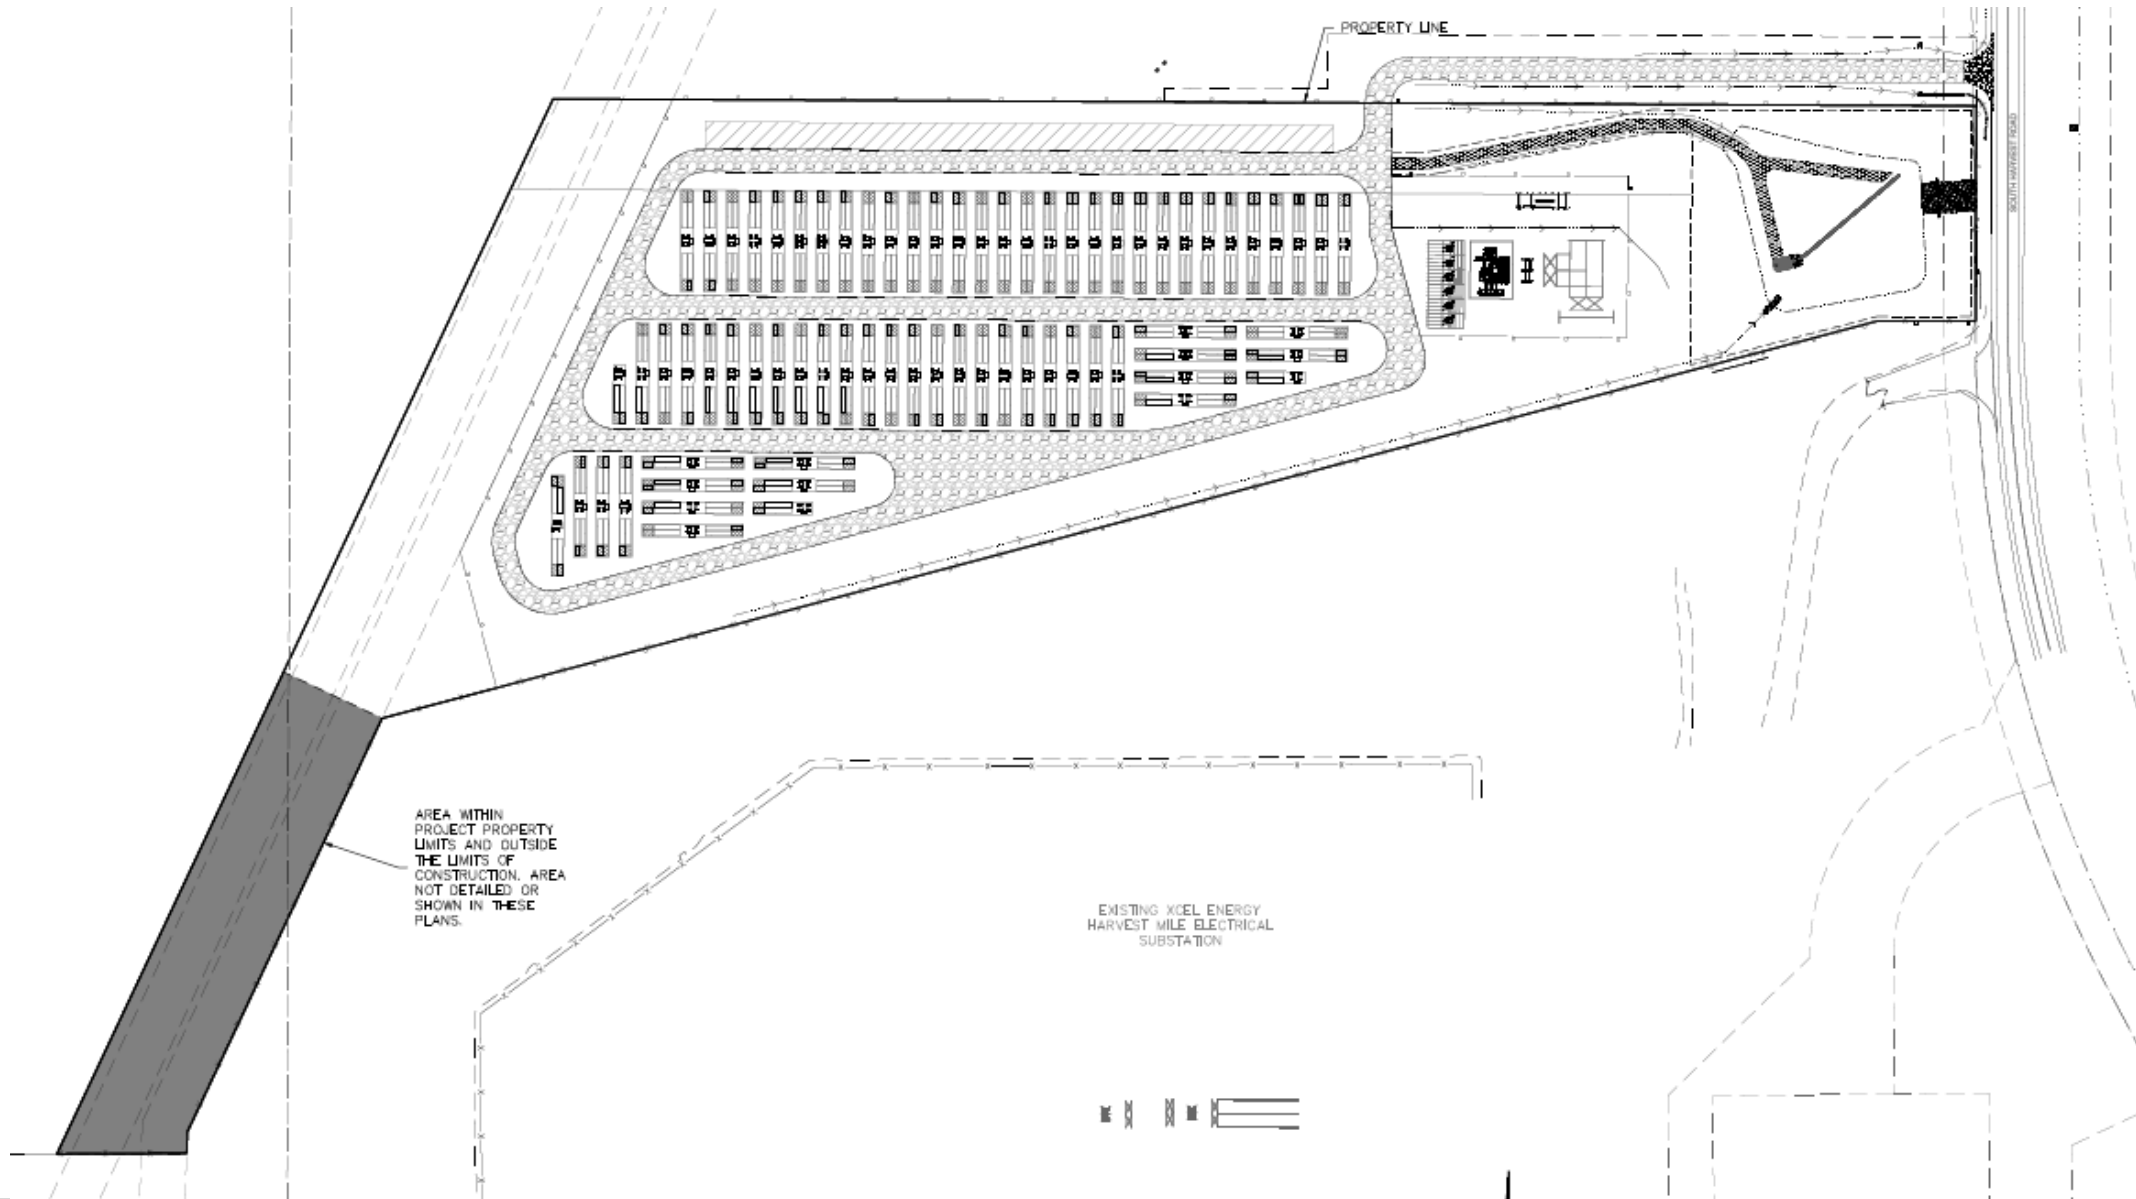 PROPERTY LINE
SOUTH HARVEST ROAD
AREA WITHIN
PROJECT PROPERTY
LIMITS AND OUTSIDE
THE LIMITS OF
CONSTRUCTION. AREA
NOT DETAILED OR
SHOWN IN THESE
PLANS.
EXISTING XCEL ENERGY
HARVEST MILE ELECTRICAL
SUBSTATION